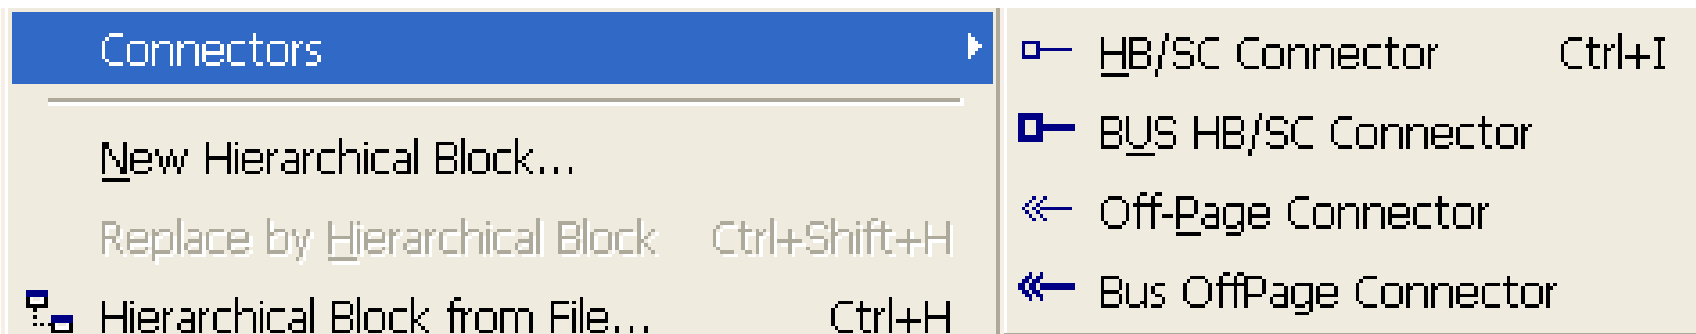 Connectors
New Hierarchical Block...
Replace by Hierarchical Block Ctrl+Shift+H
Hierarchical Block from File... Ctrl+H
HB/SC Connector Ctrl+I
BUS HB/SC Connector
Off-Page Connector
Bus OffPage Connector